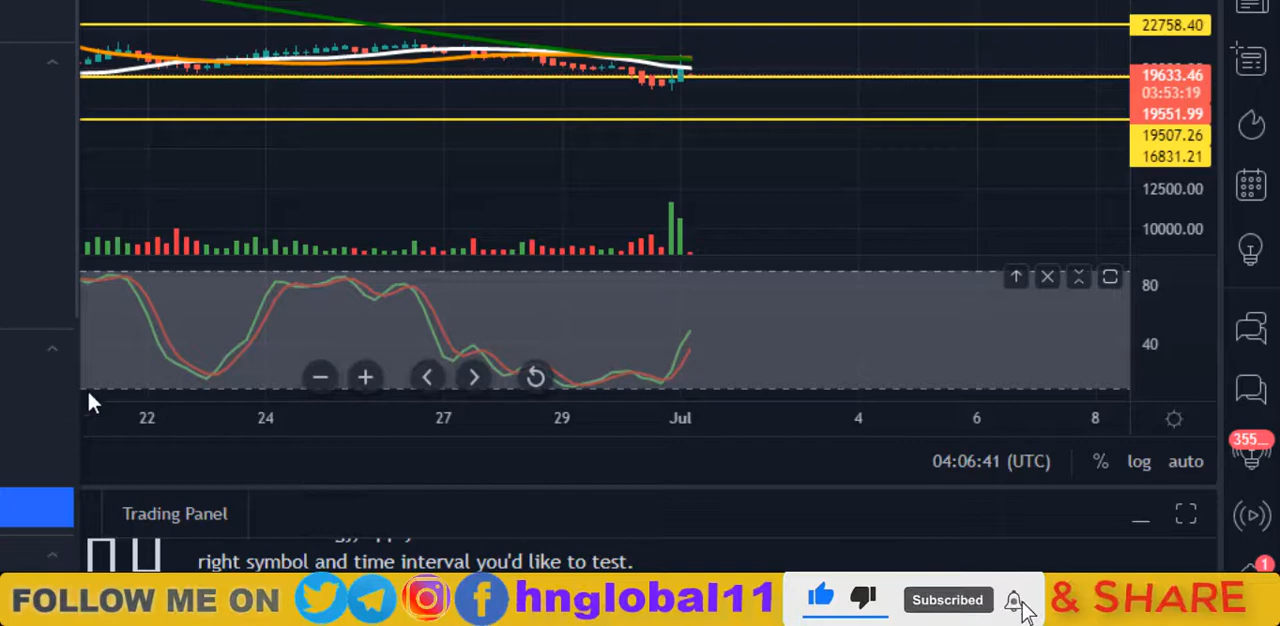 22758.40
19633.46
03:53:19
19551.99
19507.26
16831.21
12500.00
10000.00
80
40
22 24 27 29 Jul 4 6 8
04:06:41 (UTC) % log auto
355...
Trading Panel
right symbol and time interval you'd like to test.
1
FOLLOW ME ON hnglobal11 Subscribed & SHARE